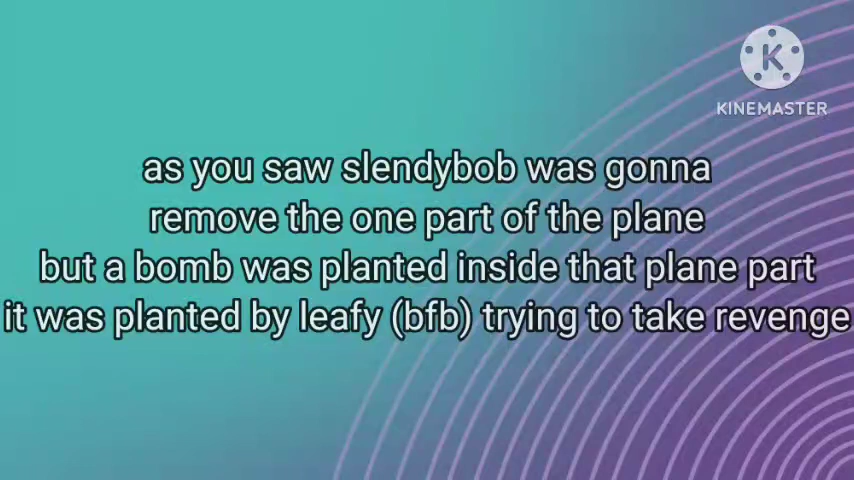 KINEMASTER
as you saw slendybob was gonna
remove the one part of the plane
but a bomb was planted inside that plane part
it was planted by leafy (bfb) trying to take revenge